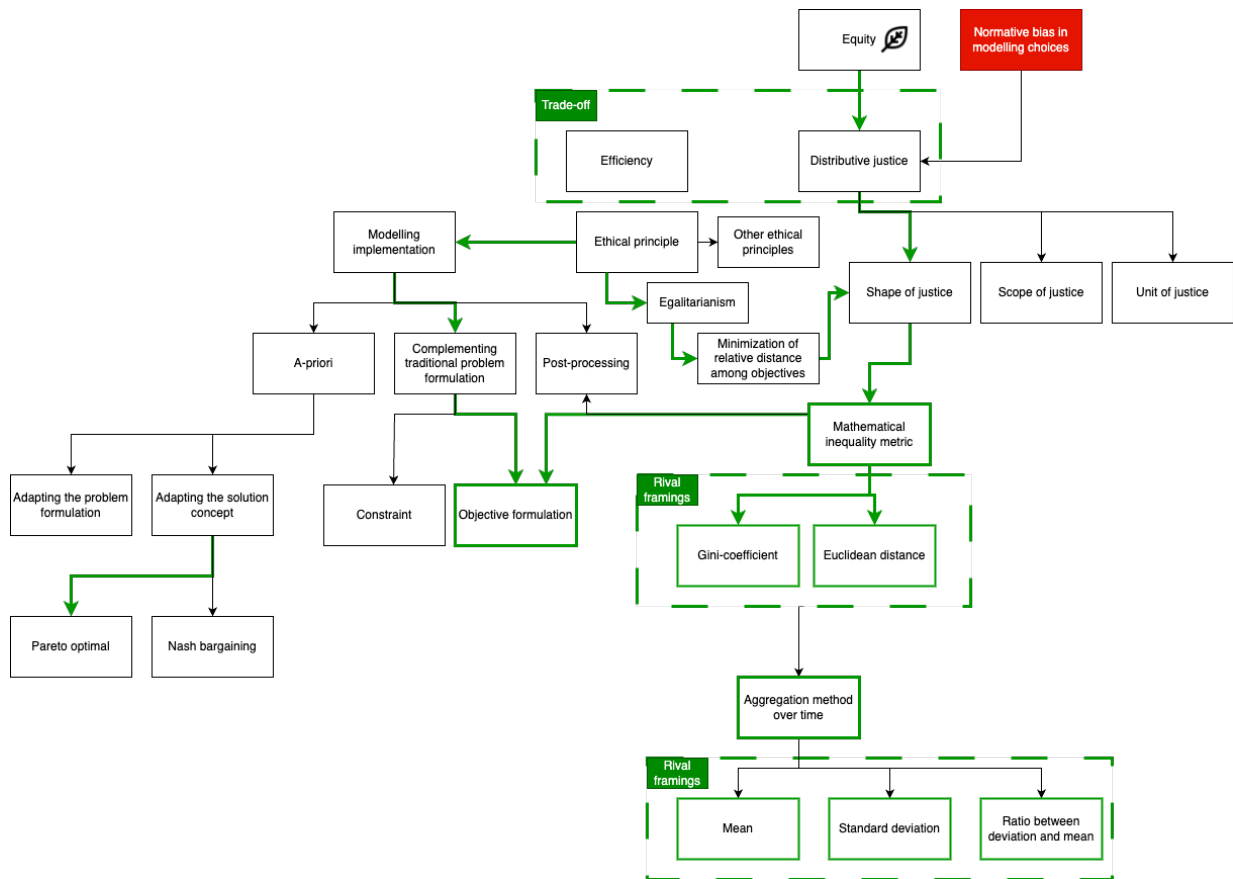 Equity
Normative bias in
modelling choices
Trade-off
Efficiency
Distributive justice
Modelling
implementation
Ethical principle
Other ethical
principles
Shape of justice
Scope of justice
Unit of justice
Egalitarianism
A-priori
Complementing
traditional problem
formulation
Post-processing
Minimization of
relative distance
among objectives
Mathematical
inequality metric
Adapting the problem
formulation
Adapting the solution
concept
Constraint
Objective formulation
Rival
framings
Gini-coefficient
Euclidean distance
Pareto optimal
Nash bargaining
Aggregation method
over time
Rival
framings
Mean
Standard deviation
Ratio between
deviation and mean